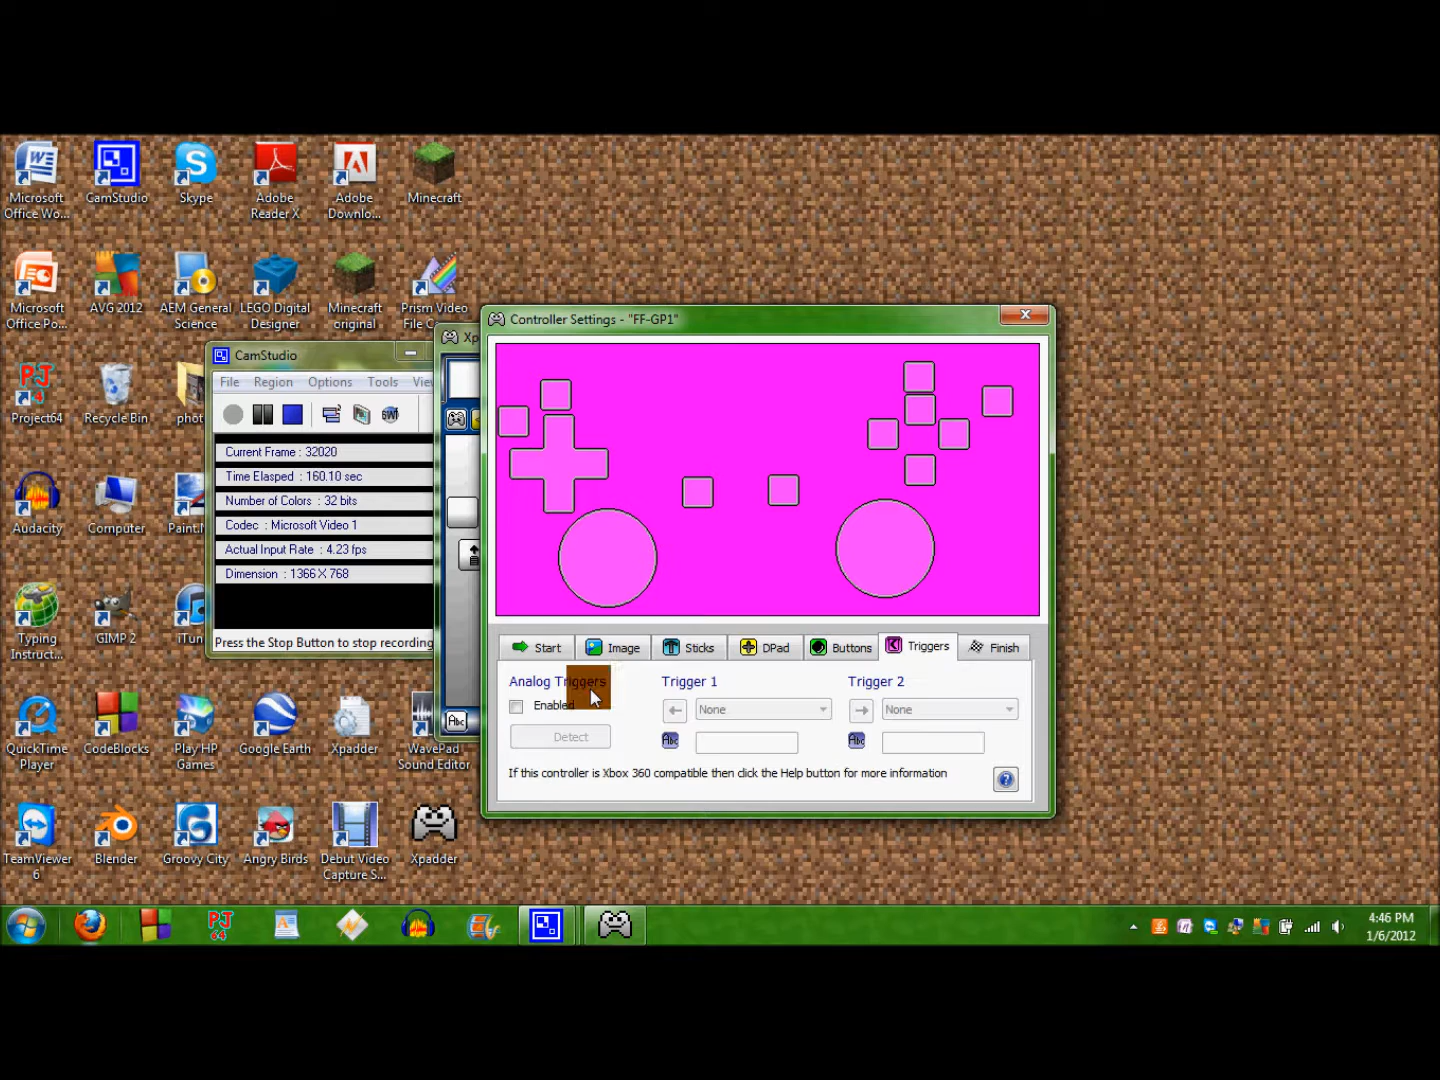 Microsoft Office Wo...
CamStudio
Skype
Adobe Reader X
Adobe Downlo...
Minecraft
Microsoft Office Po...
AVG 2012
AEM General Science
LEGO Digital Designer
Minecraft original
Prism Video File C
Project64
Recycle Bin
phot
Audacity
Computer
Paint.N
Typing Instruc...
GIMP 2
iTun
QuickTime Player
CodeBlocks
Play HP Games
Google Earth
Xpadder
WavePad Sound Editor
TeamViewer 6
Blender
Groovy City
Angry Birds
Debut Video Capture S...
Xpadder
CamStudio
File Region Options Tools Vie
Current Frame : 32020
Time Elasped : 160.10 sec
Number of Colors : 32 bits
Codec : Microsoft Video 1
Actual Input Rate : 4.23 fps
Dimension : 1366 X 768
Press the Stop Button to stop recording
Xp
Abc
Controller Settings - "FF-GP1"
Start Image Sticks DPad Buttons Triggers Finish
Analog Triggers Trigger 1 Trigger 2
Enabled None None
Detect Abc Abc
If this controller is Xbox 360 compatible then click the Help button for more information
PJ 64
4:46 PM
1/6/2012